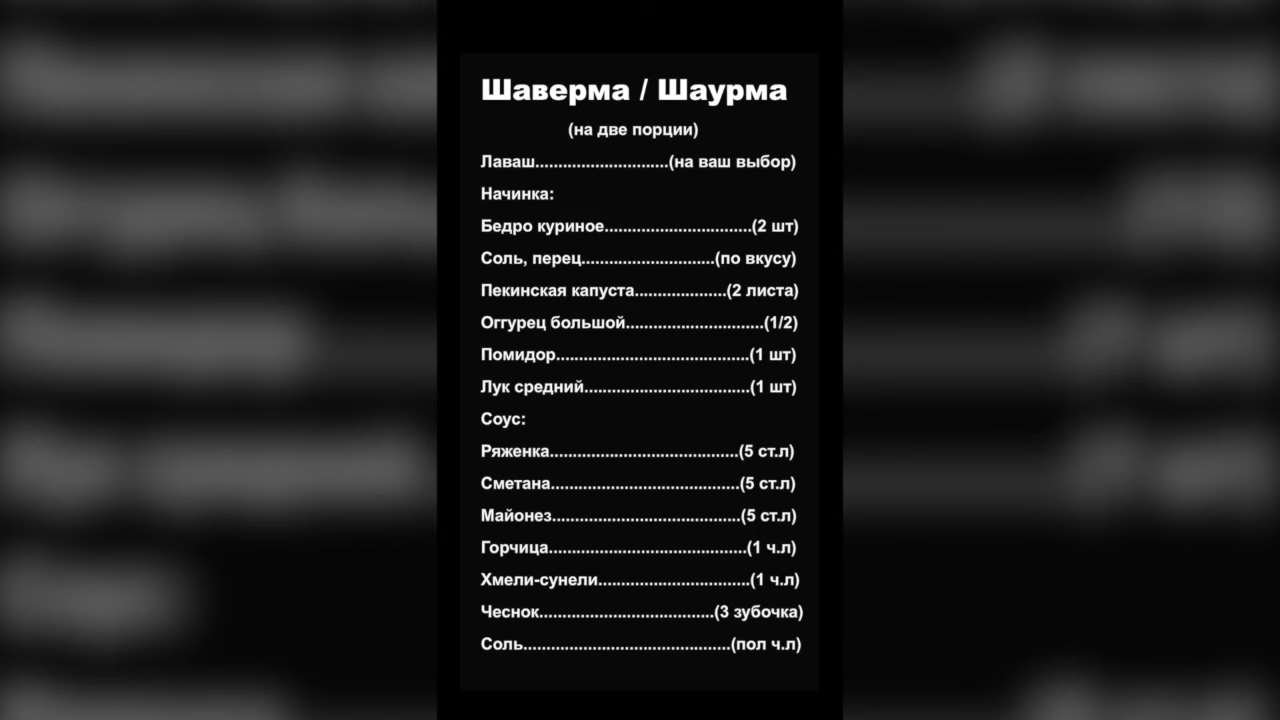 Шаверма / Шаурма
(на две порции)
Лаваш.............................(на ваш выбор)
Начинка:
Бедро куриное................................(2 шт)
Соль, перец.............................(по вкусу)
Пекинская капуста....................(2 листа)
Оггурец большой..............................(1/2)
Помидор..........................................(1 шт)
Лук средний....................................(1 шт)
Соус:
Ряженка.........................................(5 ст.л)
Сметана.........................................(5 ст.л)
Майонез.........................................(5 ст.л)
Горчица...........................................(1 ч.л)
Хмели-сунели.................................(1 ч.л)
Чеснок......................................(3 зубочка)
Соль.............................................(пол ч.л)